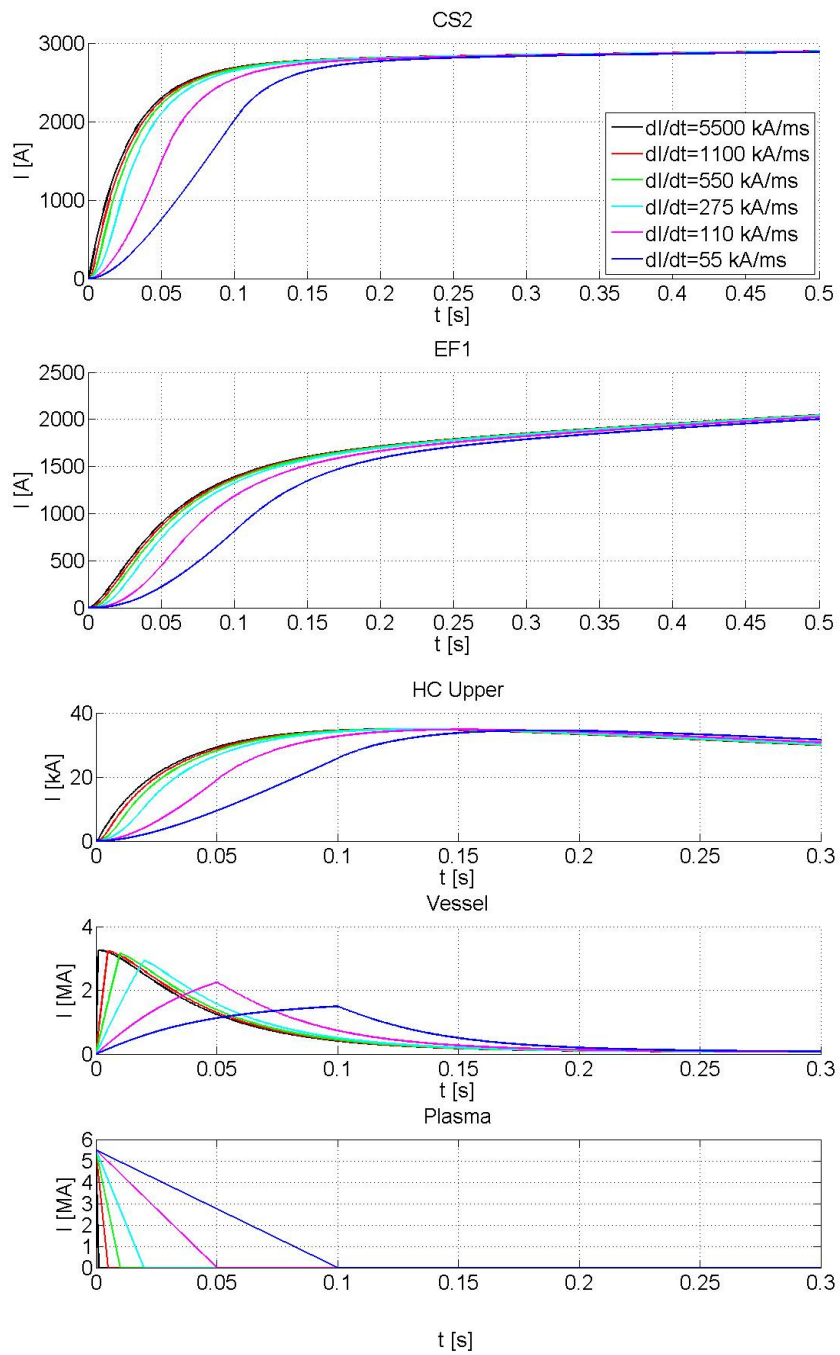 CS2
3000
2000
1000
0
I [A]
dI/dt=5500 kA/ms
dI/dt=1100 kA/ms
dI/dt=550 kA/ms
dI/dt=275 kA/ms
dI/dt=110 kA/ms
dI/dt=55 kA/ms
0 0.05 0.1 0.15 0.2 0.25 0.3 0.35 0.4 0.45 0.5
t [s]
EF1
2500
2000
1500
1000
500
0
I [A]
0 0.05 0.1 0.15 0.2 0.25 0.3 0.35 0.4 0.45 0.5
t [s]
HC Upper
40
20
0
I [kA]
0 0.05 0.1 0.15 0.2 0.25 0.3
t [s]
Vessel
4
2
0
I [MA]
0 0.05 0.1 0.15 0.2 0.25 0.3
t [s]
Plasma
6
5
4
3
2
1
0
I [MA]
0 0.05 0.1 0.15 0.2 0.25 0.3
t [s]